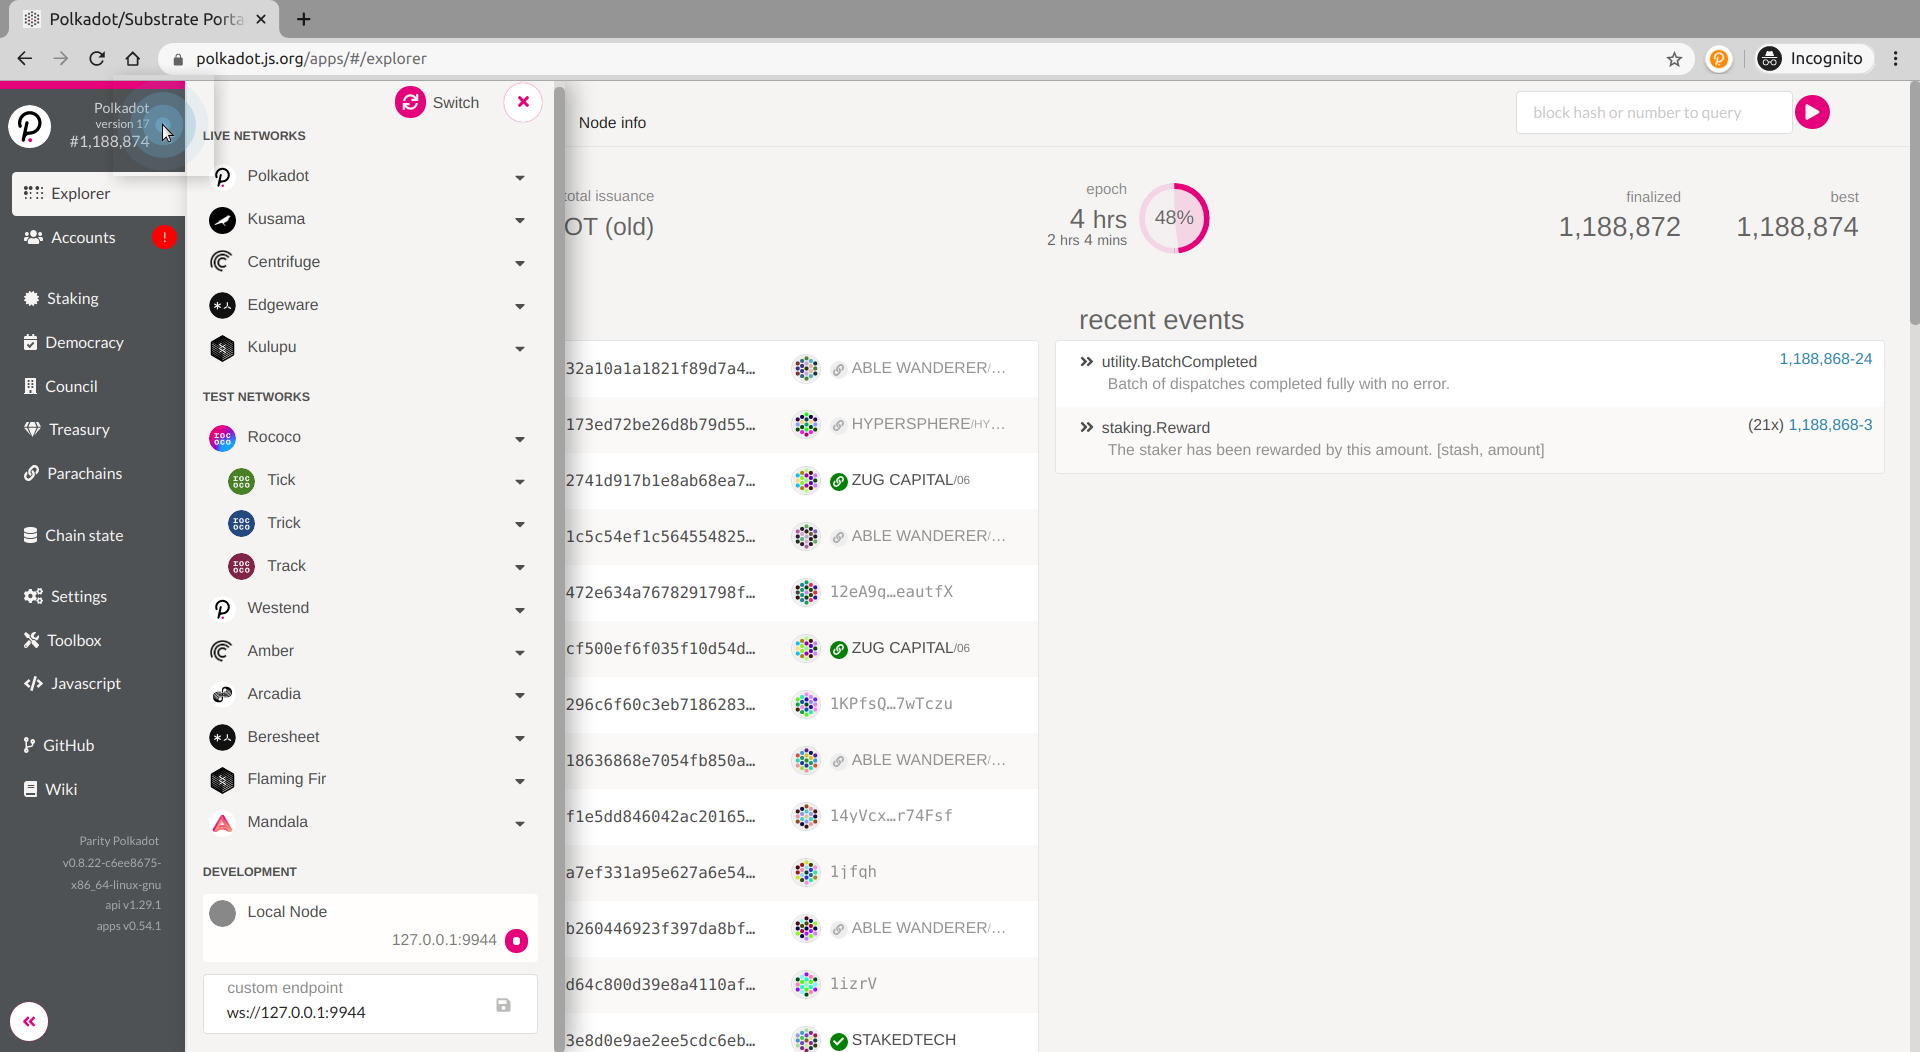 Polkadot/Substrate Porta
polkadot.js.org/apps/#/explorer
Incognito
Polkadot
version 17
#1,188,874
Explorer
Accounts
!
Staking
Democracy
Council
Treasury
Parachains
Chain state
Settings
Toolbox
Javascript
GitHub
Wiki
Parity Polkadot
v0.8.22-c6ee8675-
x86_64-linux-gnu
api v1.29.1
apps v0.54.1
Switch
LIVE NETWORKS
Polkadot
Kusama
Centrifuge
Edgeware
Kulupu
TEST NETWORKS
Rococo
Tick
Trick
Track
Westend
Amber
Arcadia
Beresheet
Flaming Fir
Mandala
DEVELOPMENT
Local Node
127.0.0.1:9944
custom endpoint
ws://127.0.0.1:9944
Node info
block hash or number to query
total issuance
OT (old)
epoch
4 hrs
2 hrs 4 mins
48%
finalized
1,188,872
best
1,188,874
32a10a1a1821f89d7a4… ABLE WANDERER/…
173ed72be26d8b79d55… HYPERSPHERE/HY…
2741d917b1e8ab68ea7… ZUG CAPITAL/06
1c5c54ef1c564554825… ABLE WANDERER/…
472e634a7678291798f… 12eA9q…eautfX
cf500ef6f035f10d54d… ZUG CAPITAL/06
296c6f60c3eb7186283… 1KPfsQ…7wTczu
18636868e7054fb850a… ABLE WANDERER/…
f1e5dd846042ac20165… 14yVcx…r74Fsf
a7ef331a95e627a6e54… 1jfqh
b260446923f397da8bf… ABLE WANDERER/…
d64c800d39e8a4110af… 1izrV
3e8d0e9ae2ee5cdc6eb… STAKEDTECH
recent events
utility.BatchCompleted 1,188,868-24
Batch of dispatches completed fully with no error.
staking.Reward (21x) 1,188,868-3
The staker has been rewarded by this amount. [stash, amount]